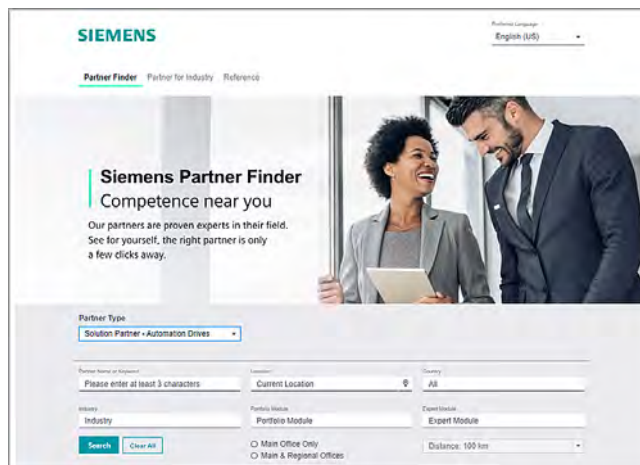 Preferred Language
SIEMENS
English (US)
Partner Finder Partner for Industry Reference
Siemens Partner Finder
Competence near you
Our partners are proven experts in their field.
See for yourself, the right partner is only
a few clicks away.
Partner Type
Solution Partner - Automation Drives
Partner Name or Keyword Location Country
Please enter at least 3 characters Current Location All
Industry Portfolio Module Expert Module
Industry Portfolio Module Expert Module
Search Clear All Main Office Only Distance: 100 km
Main & Regional Offices